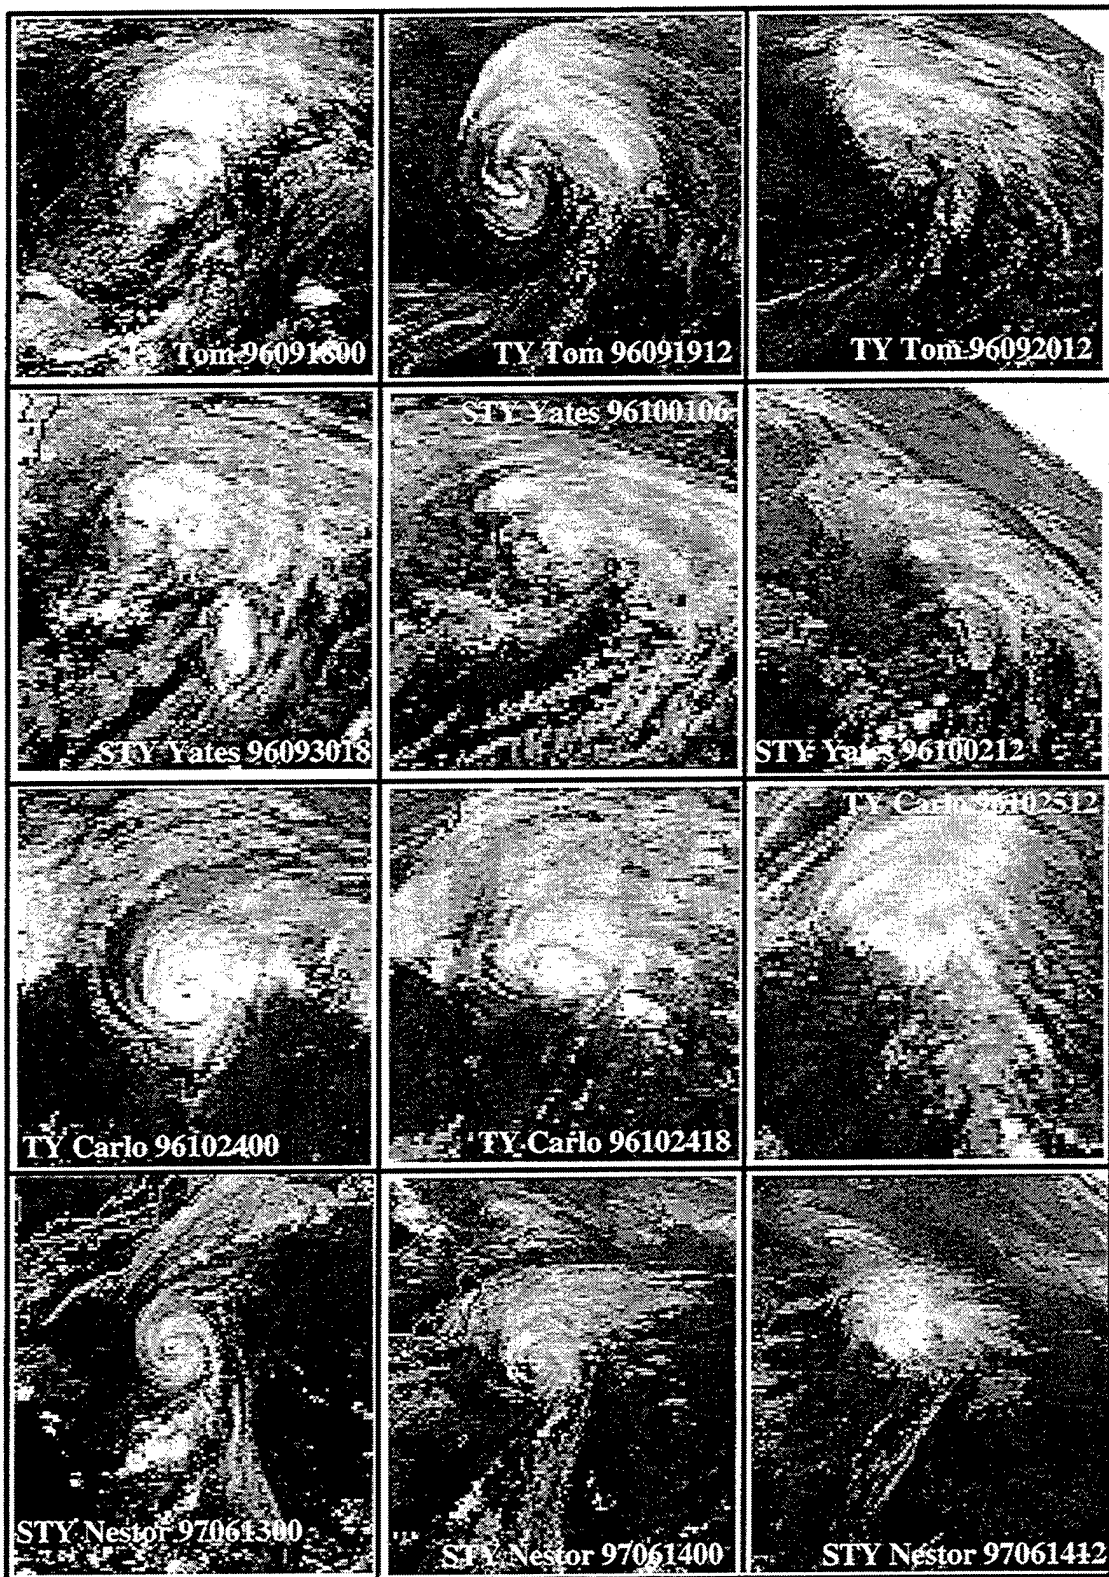 TY Tom 96091800
TY Tom 96091912
TY Tom 96092012
STY Yates 96093018
STY Yates 96100106
STY Yates 96100212
TY Carlo 96102400
TY Carlo 96102418
TY Carlo 96102512
STY Nestor 97061300
STY Nestor 97061400
STY Nestor 97061412